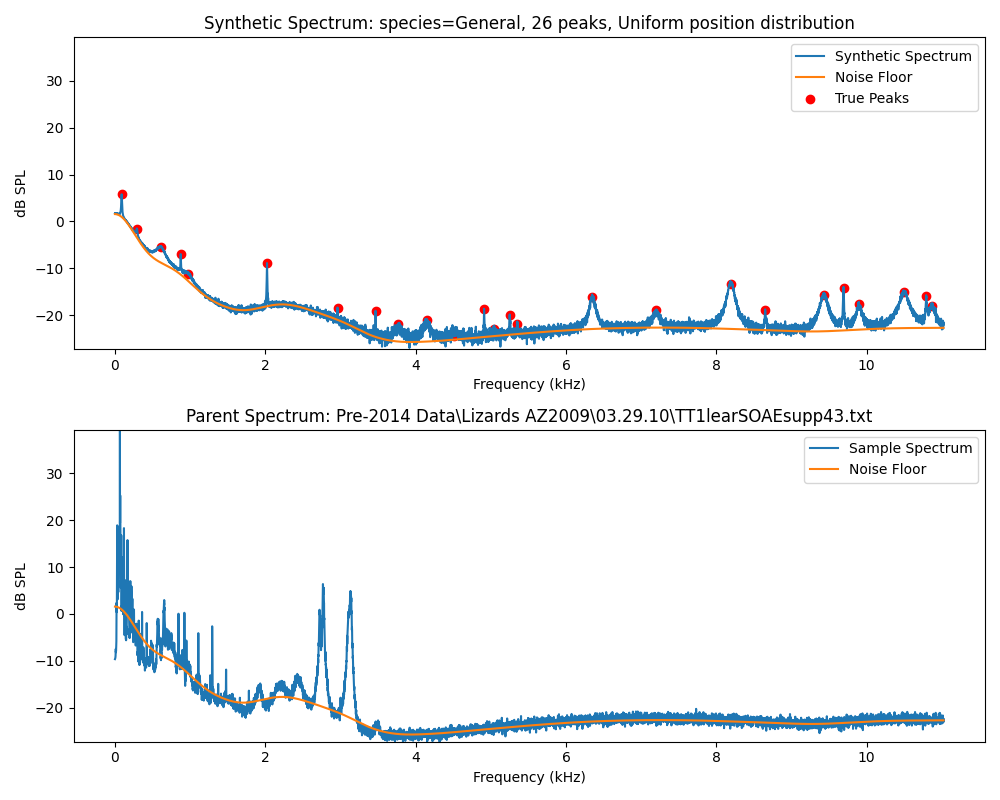 Synthetic Spectrum: species=General, 26 peaks, Uniform position distribution
30
20
10
0
−10
−20
dB SPL
Synthetic Spectrum
Noise Floor
True Peaks
0 2 4 6 8 10
Frequency (kHz)
Parent Spectrum: Pre-2014 Data\Lizards AZ2009\03.29.10\TT1learSOAEsupp43.txt
30
20
10
0
−10
−20
dB SPL
Sample Spectrum
Noise Floor
0 2 4 6 8 10
Frequency (kHz)